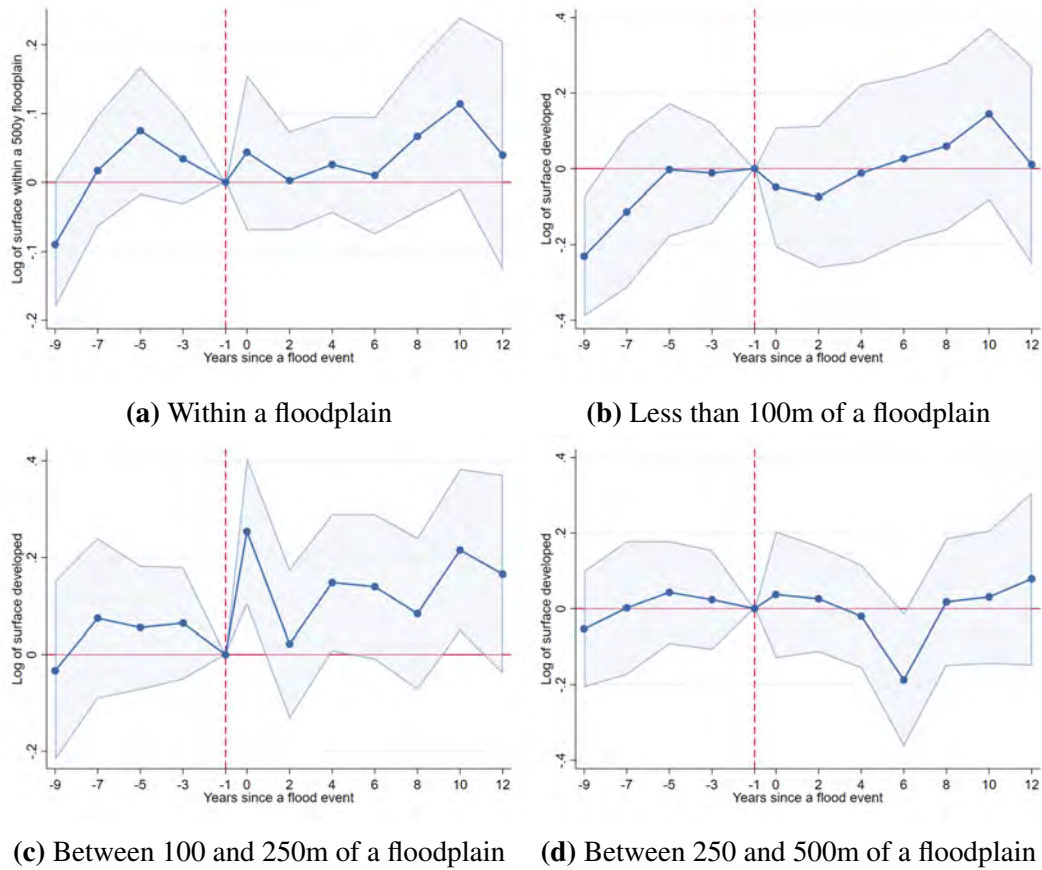 Log of surface within a 500y floodplain
.2
.1
0
-.1
-.2
-9 -7 -5 -3 -1 0 2 4 6 8 10 12
Years since a flood event
(a) Within a floodplain
Log of surface developed
.4
.2
0
-.2
-.4
-9 -7 -5 -3 -1 0 2 4 6 8 10 12
Years since a flood event
(b) Less than 100m of a floodplain
Log of surface developed
.4
.2
0
-.2
-9 -7 -5 -3 -1 0 2 4 6 8 10 12
Years since a flood event
(c) Between 100 and 250m of a floodplain
Log of surface developed
.4
.2
0
-.2
-.4
-9 -7 -5 -3 -1 0 2 4 6 8 10 12
Years since a flood event
(d) Between 250 and 500m of a floodplain